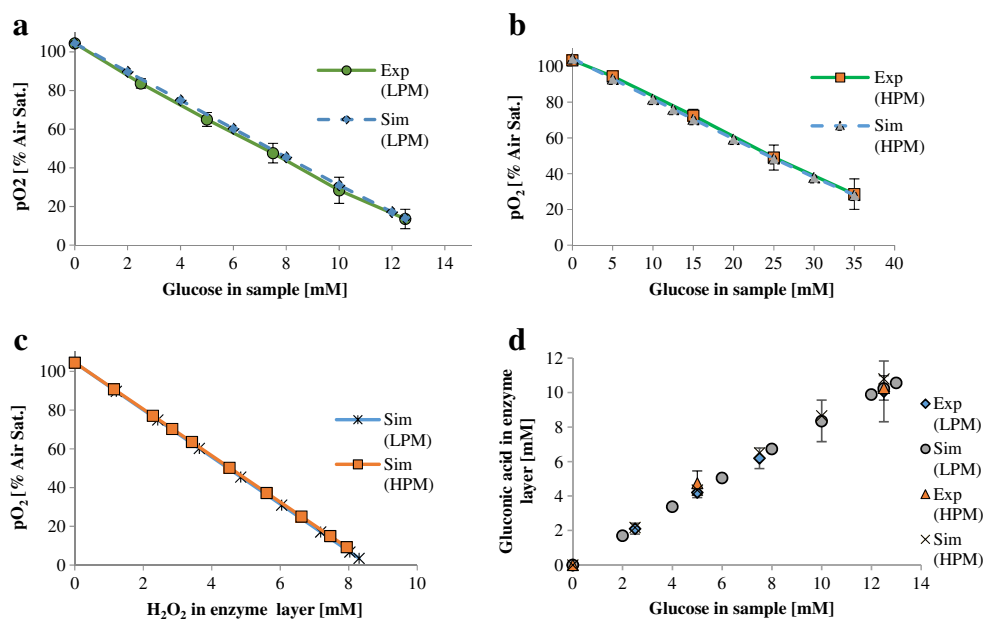 a
pO2 [% Air Sat.]
100
80
60
40
20
0
0 2 4 6 8 10 12 14
Glucose in sample [mM]
Exp
(LPM)
Sim
(LPM)
b
pO₂ [% Air Sat.]
100
80
60
40
20
0
0 5 10 15 20 25 30 35 40
Glucose in sample [mM]
Exp
(HPM)
Sim
(HPM)
c
pO₂ [% Air Sat.]
100
80
60
40
20
0
0 2 4 6 8 10
H₂O₂ in enzyme layer [mM]
Sim
(LPM)
Sim
(HPM)
d
Gluconic acid in enzyme
layer [mM]
12
10
8
6
4
2
0
0 2 4 6 8 10 12 14
Glucose in sample [mM]
Exp
(LPM)
Sim
(LPM)
Exp
(HPM)
Sim
(HPM)